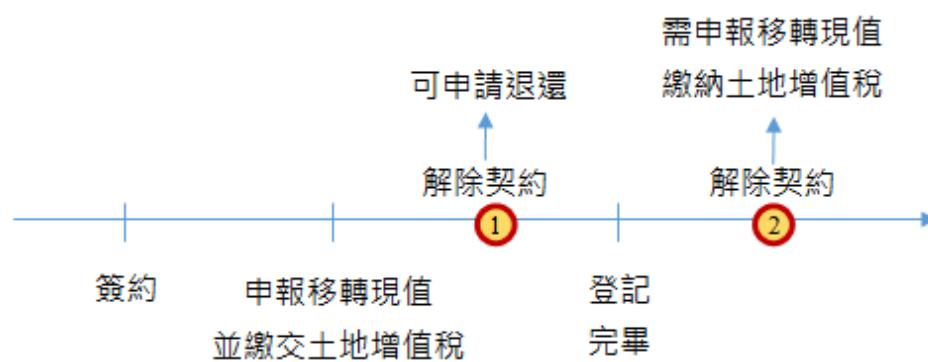 需申報移轉現值
繳納土地增值稅
可申請退還
解除契約
解除契約
1
2
簽約
申報移轉現值
並繳交土地增值稅
登記
完畢